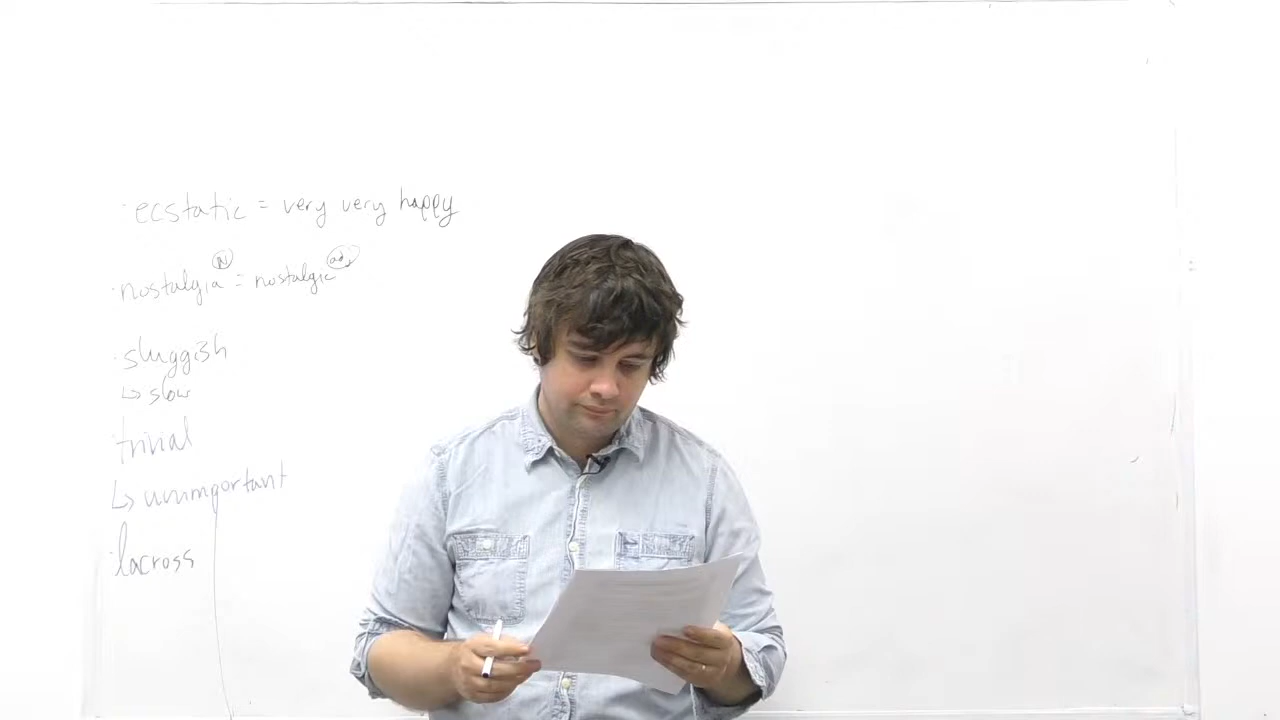 · ecstatic = very very happy
· nostalgia (N) = nostalgic (adj)
· sluggish
↳ slow
· trivial
↳ unimportant
· lacross